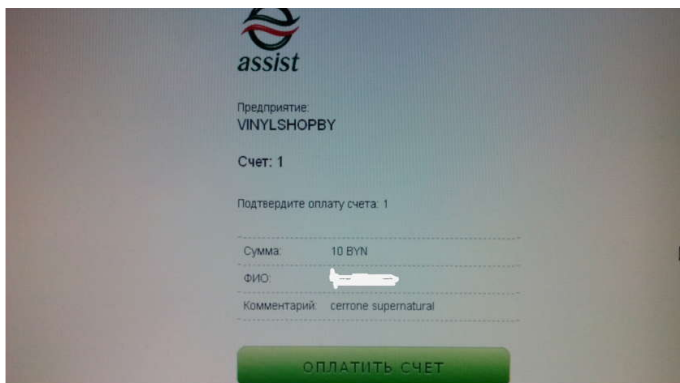 assist
Предприятие:
VINYLSHOPBY
Счет: 1
Подтвердите оплату счета: 1
Сумма: 10 BYN
ФИО:
Комментарий: cerrone supernatural
ОПЛАТИТЬ СЧЕТ